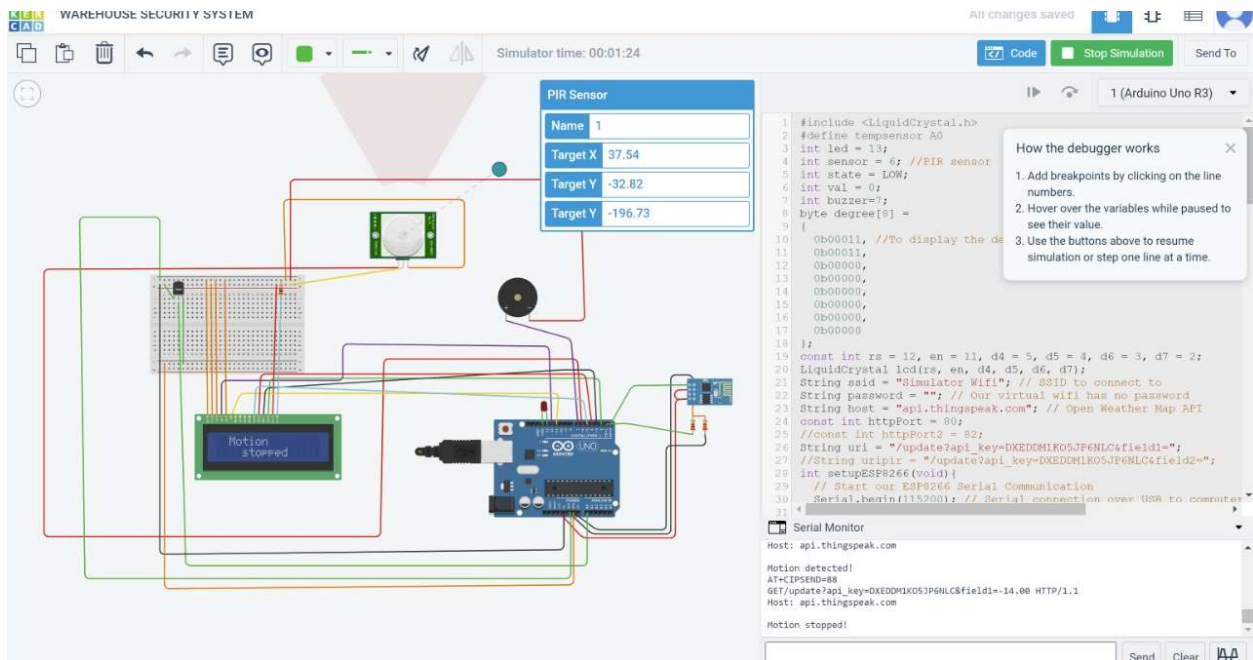 KER
CAD
WAREHOUSE SECURITY SYSTEM
All changes saved
Simulator time: 00:01:24
Code
Stop Simulation
Send To
PIR Sensor
Name 1
Target X 37.54
Target Y -32.82
Target Y -196.73
1 (Arduino Uno R3)
1 #include <LiquidCrystal.h>
2 #define tempsensor A0
3 int led = 13;
4 int sensor = 6; //PIR sensor
5 int state = LOW;
6 int val = 0;
7 int buzzer=7;
8 byte degree[8] =
9 {
10 0b00011, //To display the de
11 0b00011,
12 0b00000,
13 0b00000,
14 0b00000,
15 0b00000,
16 0b00000,
17 0b00000
18 };
19 const int rs = 12, en = 11, d4 = 5, d5 = 4, d6 = 3, d7 = 2;
20 LiquidCrystal lcd(rs, en, d4, d5, d6, d7);
21 String ssid = "Simulator Wifi"; // SSID to connect to
22 String password = ""; // Our virtual wifi has no password
23 String host = "api.thingspeak.com"; // Open Weather Map API
24 const int httpPort = 80;
25 //const int httpPort2 = 82;
26 String uri = "/update?api_key=DXEDDM1KO5JP6NLC&field1=";
27 //String uripir = "/update?api_key=DXEDDM1KO5JP6NLC&field2=";
28 int setupESP8266(void){
29 // Start our ESP8266 Serial Communication
30 Serial.begin(115200); // Serial connection over USB to computer
31
How the debugger works
1. Add breakpoints by clicking on the line
numbers.
2. Hover over the variables while paused to
see their value.
3. Use the buttons above to resume
simulation or step one line at a time.
Motion
stopped
UNO
ARDUINO
Serial Monitor
Host: api.thingspeak.com
Motion detected!
AT+CIPSEND=88
GET/update?api_key=DXEDDM1KO5JP6NLC&field1=-14.00 HTTP/1.1
Host: api.thingspeak.com
Motion stopped!
Send
Clear